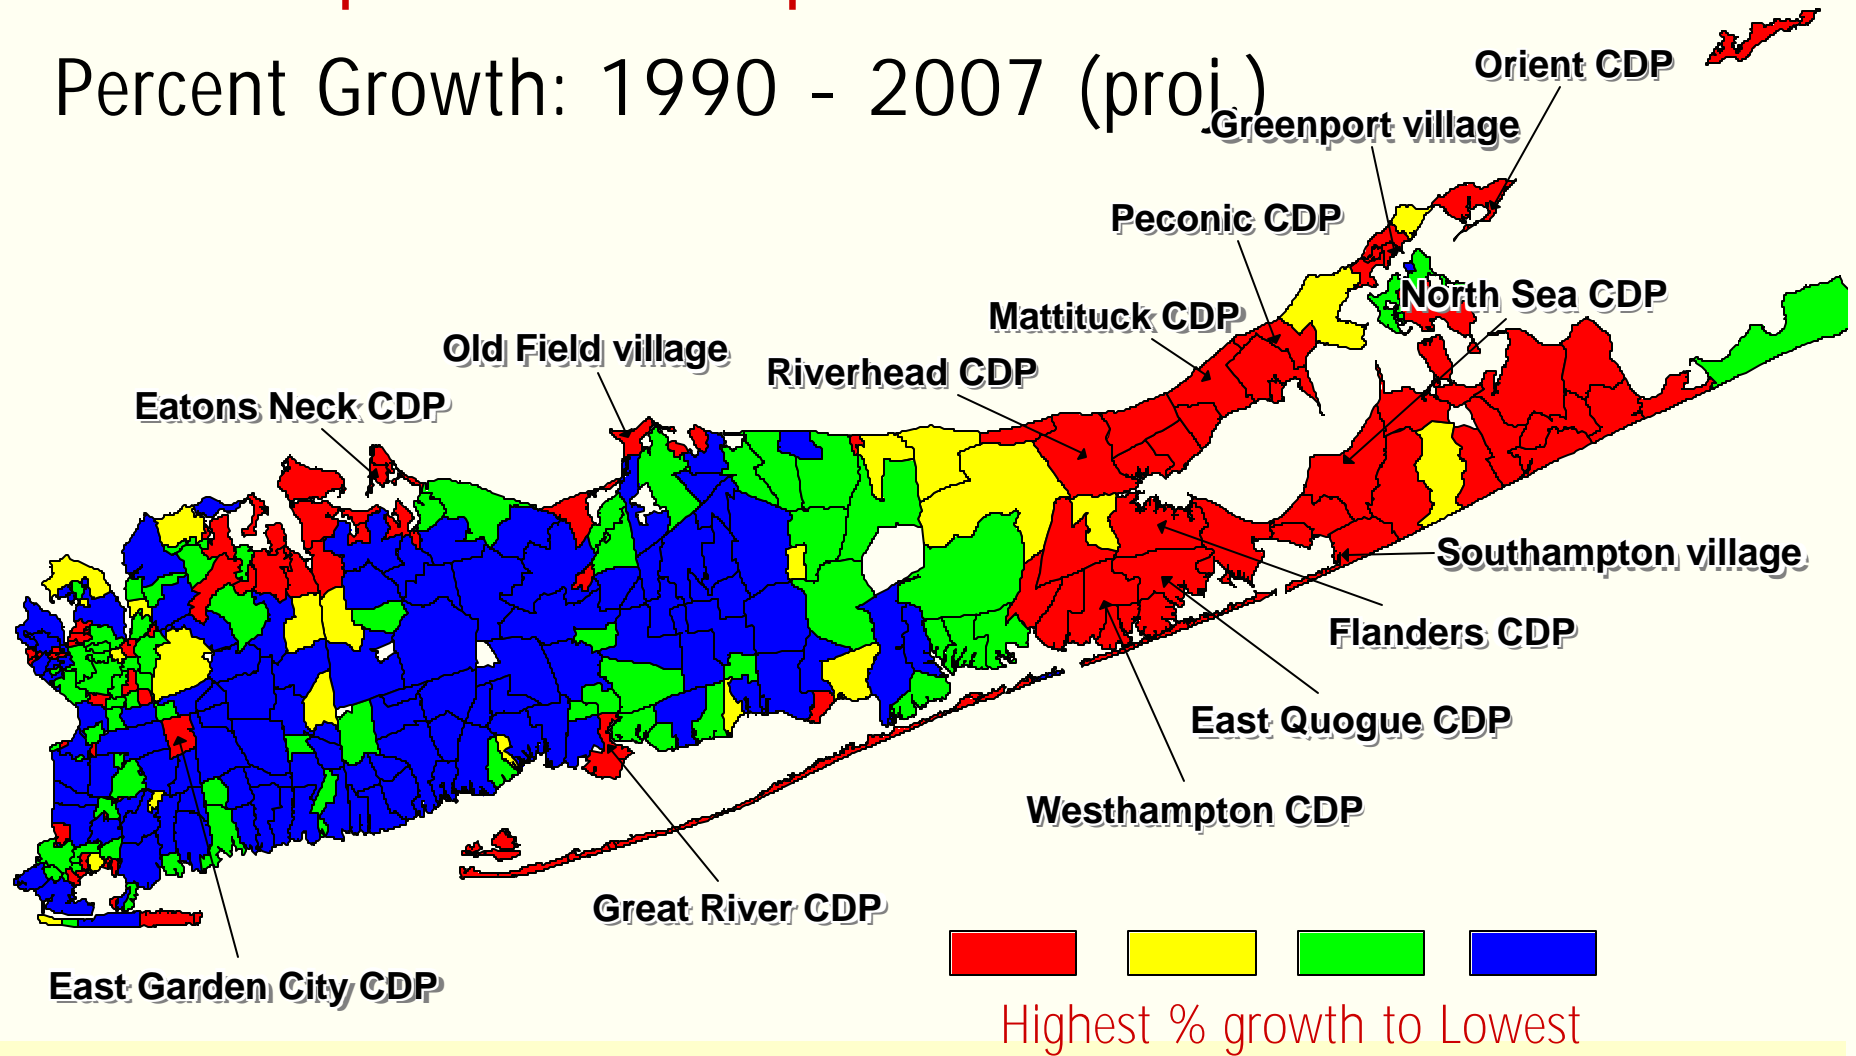 Percent Growth: 1990 - 2007 (proj.)
Orient CDP
Greenport village
Peconic CDP
North Sea CDP
Mattituck CDP
Old Field village
Riverhead CDP
Eatons Neck CDP
Southampton village
Flanders CDP
East Quogue CDP
Westhampton CDP
Great River CDP
East Garden City CDP
Highest % growth to Lowest